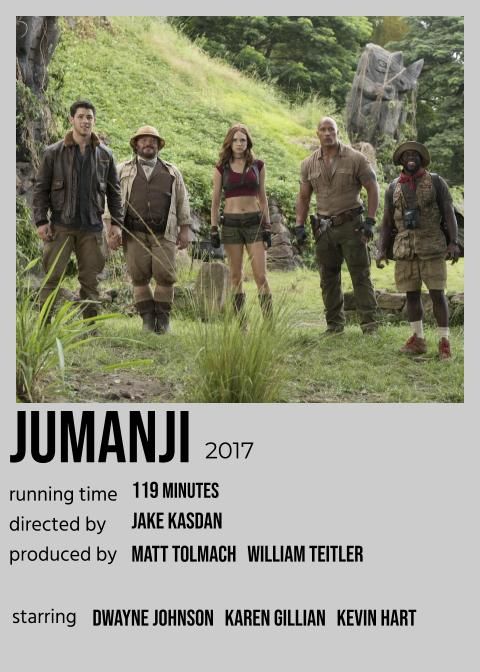 JUMANJI 2017
running time 119 MINUTES
directed by JAKE KASDAN
produced by MATT TOLMACH WILLIAM TEITLER
starring DWAYNE JOHNSON KAREN GILLIAN KEVIN HART